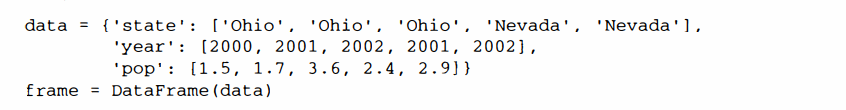 data = {'state': ['Ohio', 'Ohio', 'Ohio', 'Nevada', 'Nevada'],
        'year': [2000, 2001, 2002, 2001, 2002],
        'pop': [1.5, 1.7, 3.6, 2.4, 2.9]}
frame = DataFrame(data)